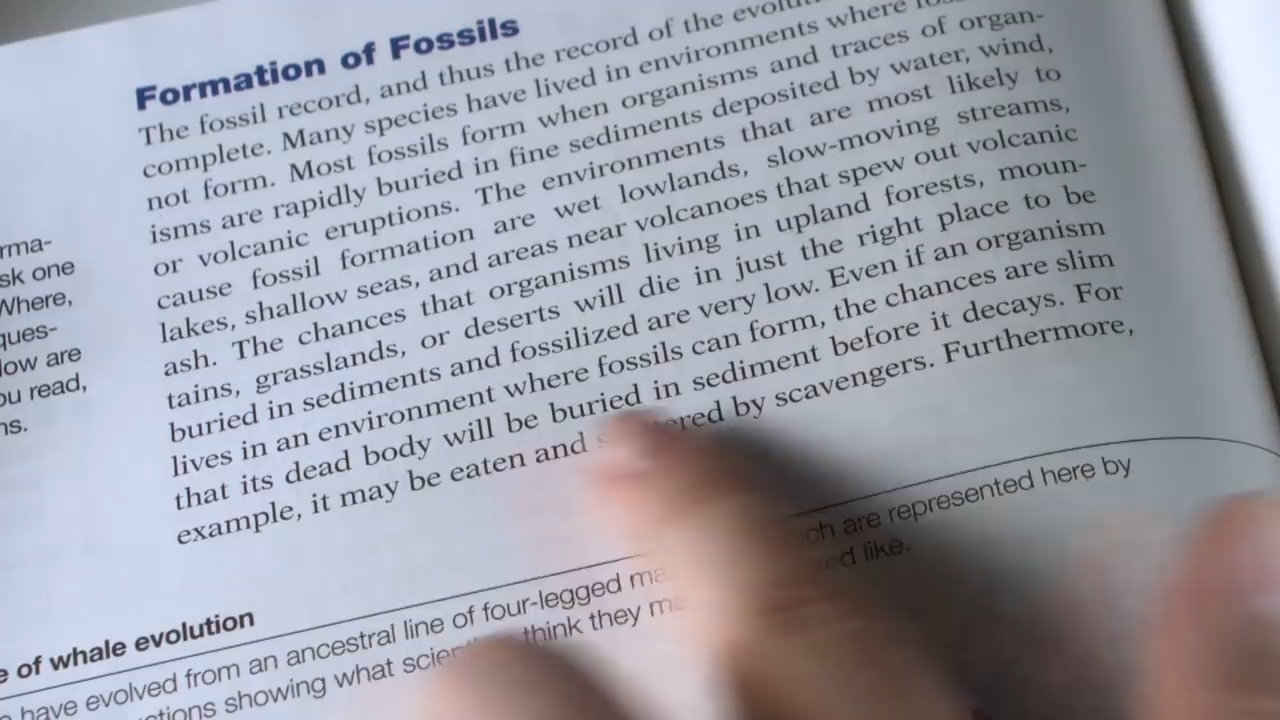 Formation of Fossils
The fossil record, and thus the record of the
complete. Many species have lived in environments where
not form. Most fossils form when organisms and traces of organ-
isms are rapidly buried in fine sediments deposited by water, wind,
or volcanic eruptions. The environments that are most likely to
cause fossil formation are wet lowlands, slow-moving streams,
lakes, shallow seas, and areas near volcanoes that spew out volcanic
ash. The chances that organisms living in upland forests, moun-
tains, grasslands, or deserts will die in just the right place to be
buried in sediments and fossilized are very low. Even if an organism
lives in an environment where fossils can form, the chances are slim
that its dead body will be buried in sediment before it decays. For
example, it may be eaten and by scavengers. Furthermore,
rma-
sk one
Where,
ques-
low are
ou read,
ns.
e of whale evolution
have evolved from an ancestral line of four-legged ch are represented here by
ctions showing what think they d like.